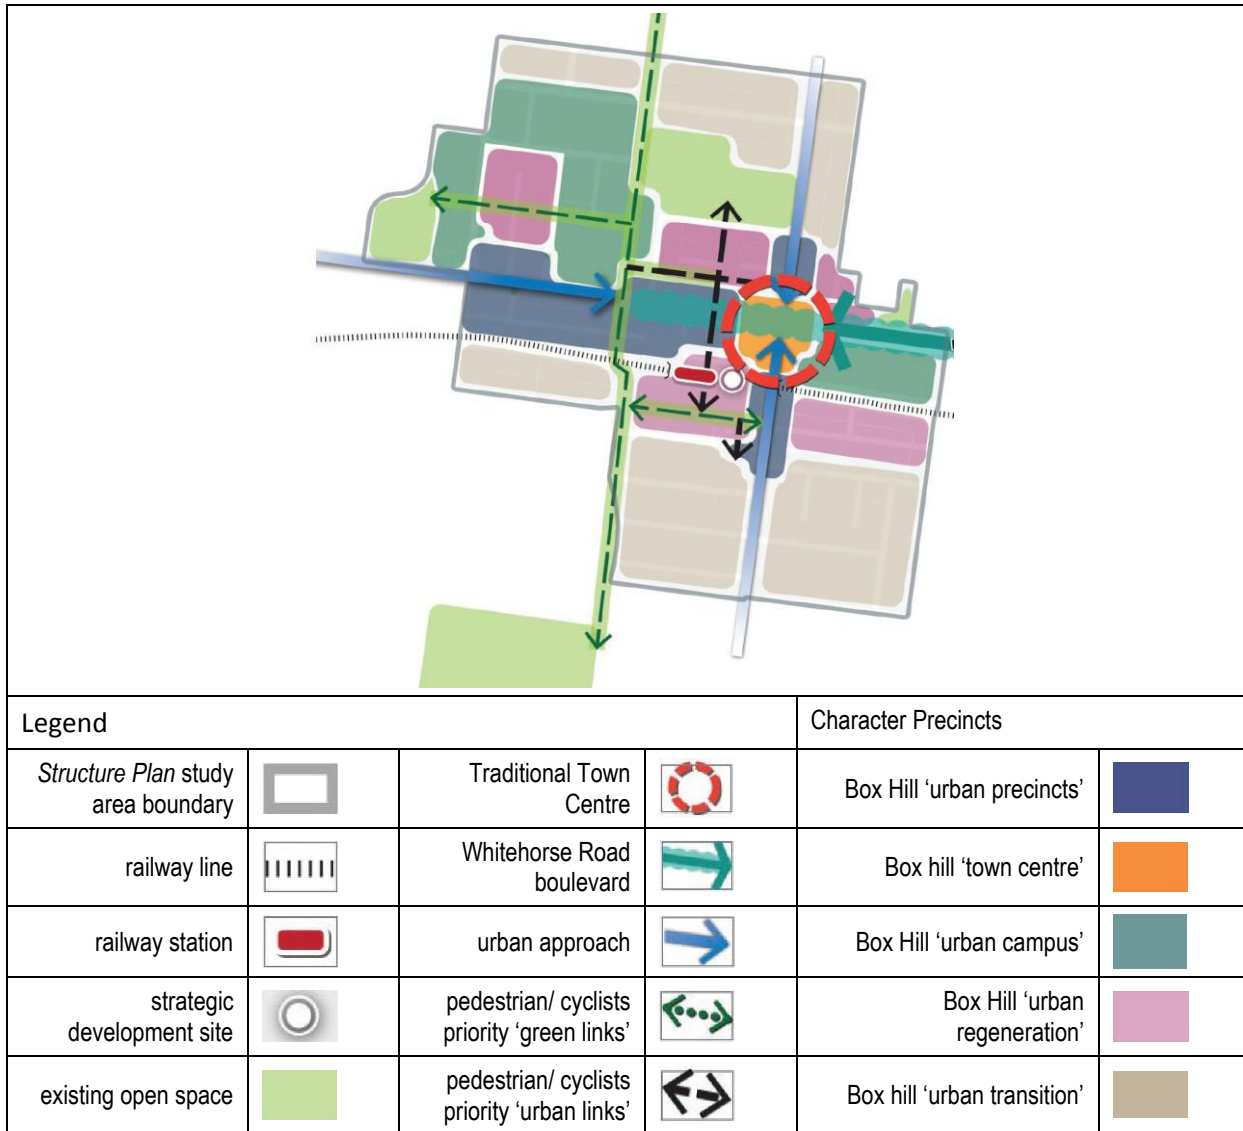 Legend
Character Precincts
Structure Plan study
area boundary
Traditional Town
Centre
Box Hill ‘urban precincts’
railway line
Whitehorse Road
boulevard
Box hill ‘town centre’
railway station
urban approach
Box Hill ‘urban campus’
strategic
development site
pedestrian/ cyclists
priority ‘green links’
Box Hill ‘urban
regeneration’
existing open space
pedestrian/ cyclists
priority ‘urban links’
Box hill ‘urban transition’